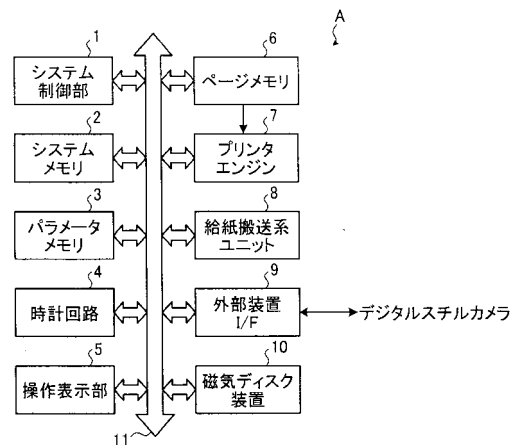 A
1
システム
制御部
2
システム
メモリ
3
パラメータ
メモリ
4
時計回路
5
操作表示部
6
ページメモリ
7
プリンタ
エンジン
8
給紙搬送系
ユニット
9
外部装置
I/F
デジタルスチルカメラ
10
磁気ディスク
装置
11